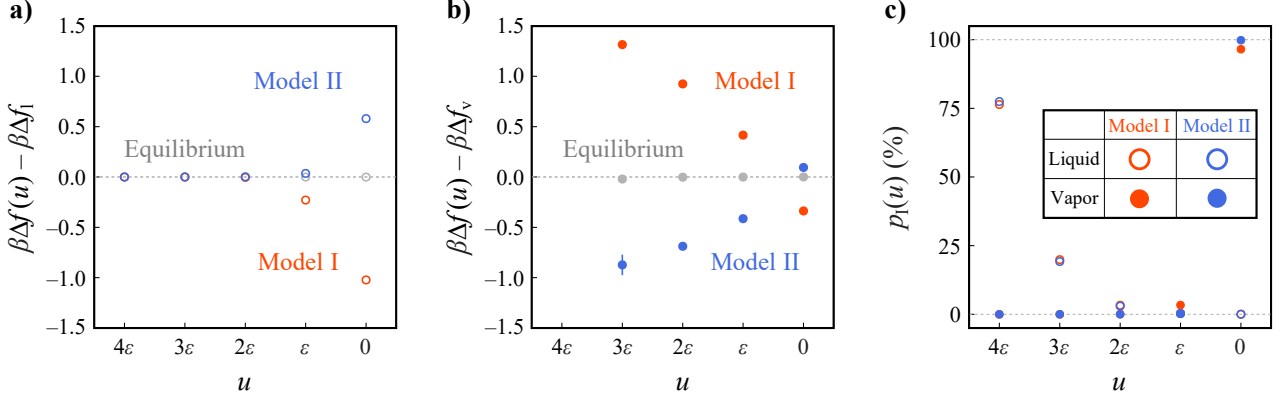 a)
1.5
1.0
0.5
0.0
−0.5
−1.0
−1.5
βΔf(u) − βΔf_l
Model II
Equilibrium
Model I
4ε 3ε 2ε ε 0
u
b)
1.5
1.0
0.5
0.0
−0.5
−1.0
−1.5
βΔf(u) − βΔf_v
Model I
Equilibrium
Model II
4ε 3ε 2ε ε 0
u
c)
100
75
50
25
0
p_I(u) (%)
Model I Model II
Liquid
Vapor
4ε 3ε 2ε ε 0
u